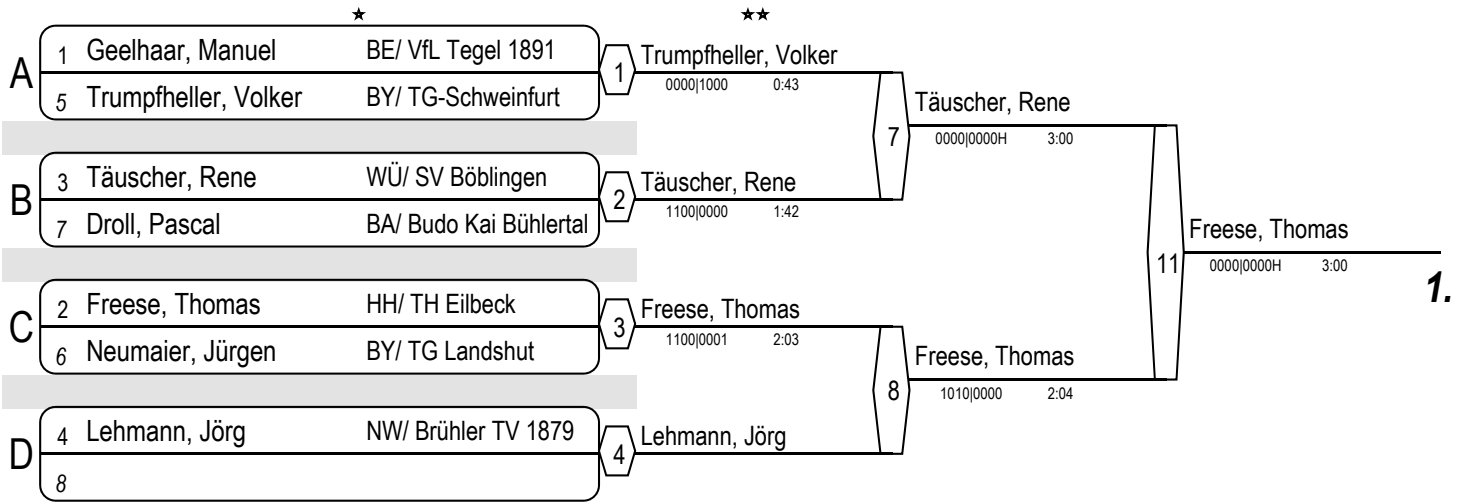 ★ ★★
A
1 Geelhaar, Manuel BE/ VfL Tegel 1891
5 Trumpfheller, Volker BY/ TG-Schweinfurt
1
Trumpfheller, Volker
0000|1000 0:43
B
3 Täuscher, Rene WÜ/ SV Böblingen
7 Droll, Pascal BA/ Budo Kai Bühlertal
2
Täuscher, Rene
1100|0000 1:42
7
Täuscher, Rene
0000|0000H 3:00
C
2 Freese, Thomas HH/ TH Eilbeck
6 Neumaier, Jürgen BY/ TG Landshut
3
Freese, Thomas
1100|0001 2:03
D
4 Lehmann, Jörg NW/ Brühler TV 1879
8
4
Lehmann, Jörg
8
Freese, Thomas
1010|0000 2:04
11
Freese, Thomas
0000|0000H 3:00
1.